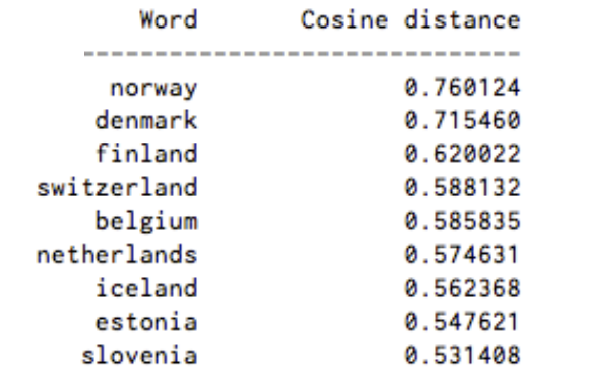 Word Cosine distance
-------------------------------
norway 0.760124
denmark 0.715460
finland 0.620022
switzerland 0.588132
belgium 0.585835
netherlands 0.574631
iceland 0.562368
estonia 0.547621
slovenia 0.531408